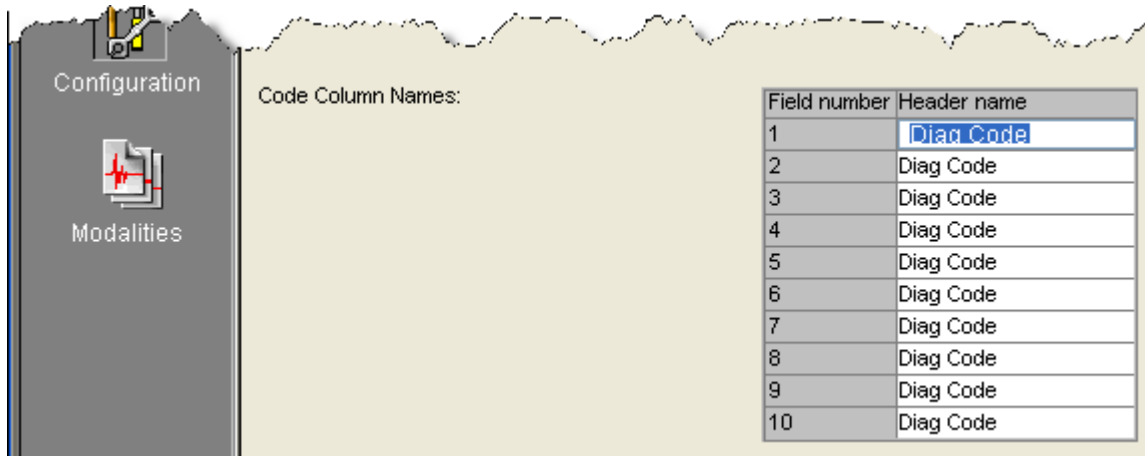 Configuration
Modalities
Code Column Names:
Field number Header name
1 Diag Code
2 Diag Code
3 Diag Code
4 Diag Code
5 Diag Code
6 Diag Code
7 Diag Code
8 Diag Code
9 Diag Code
10 Diag Code